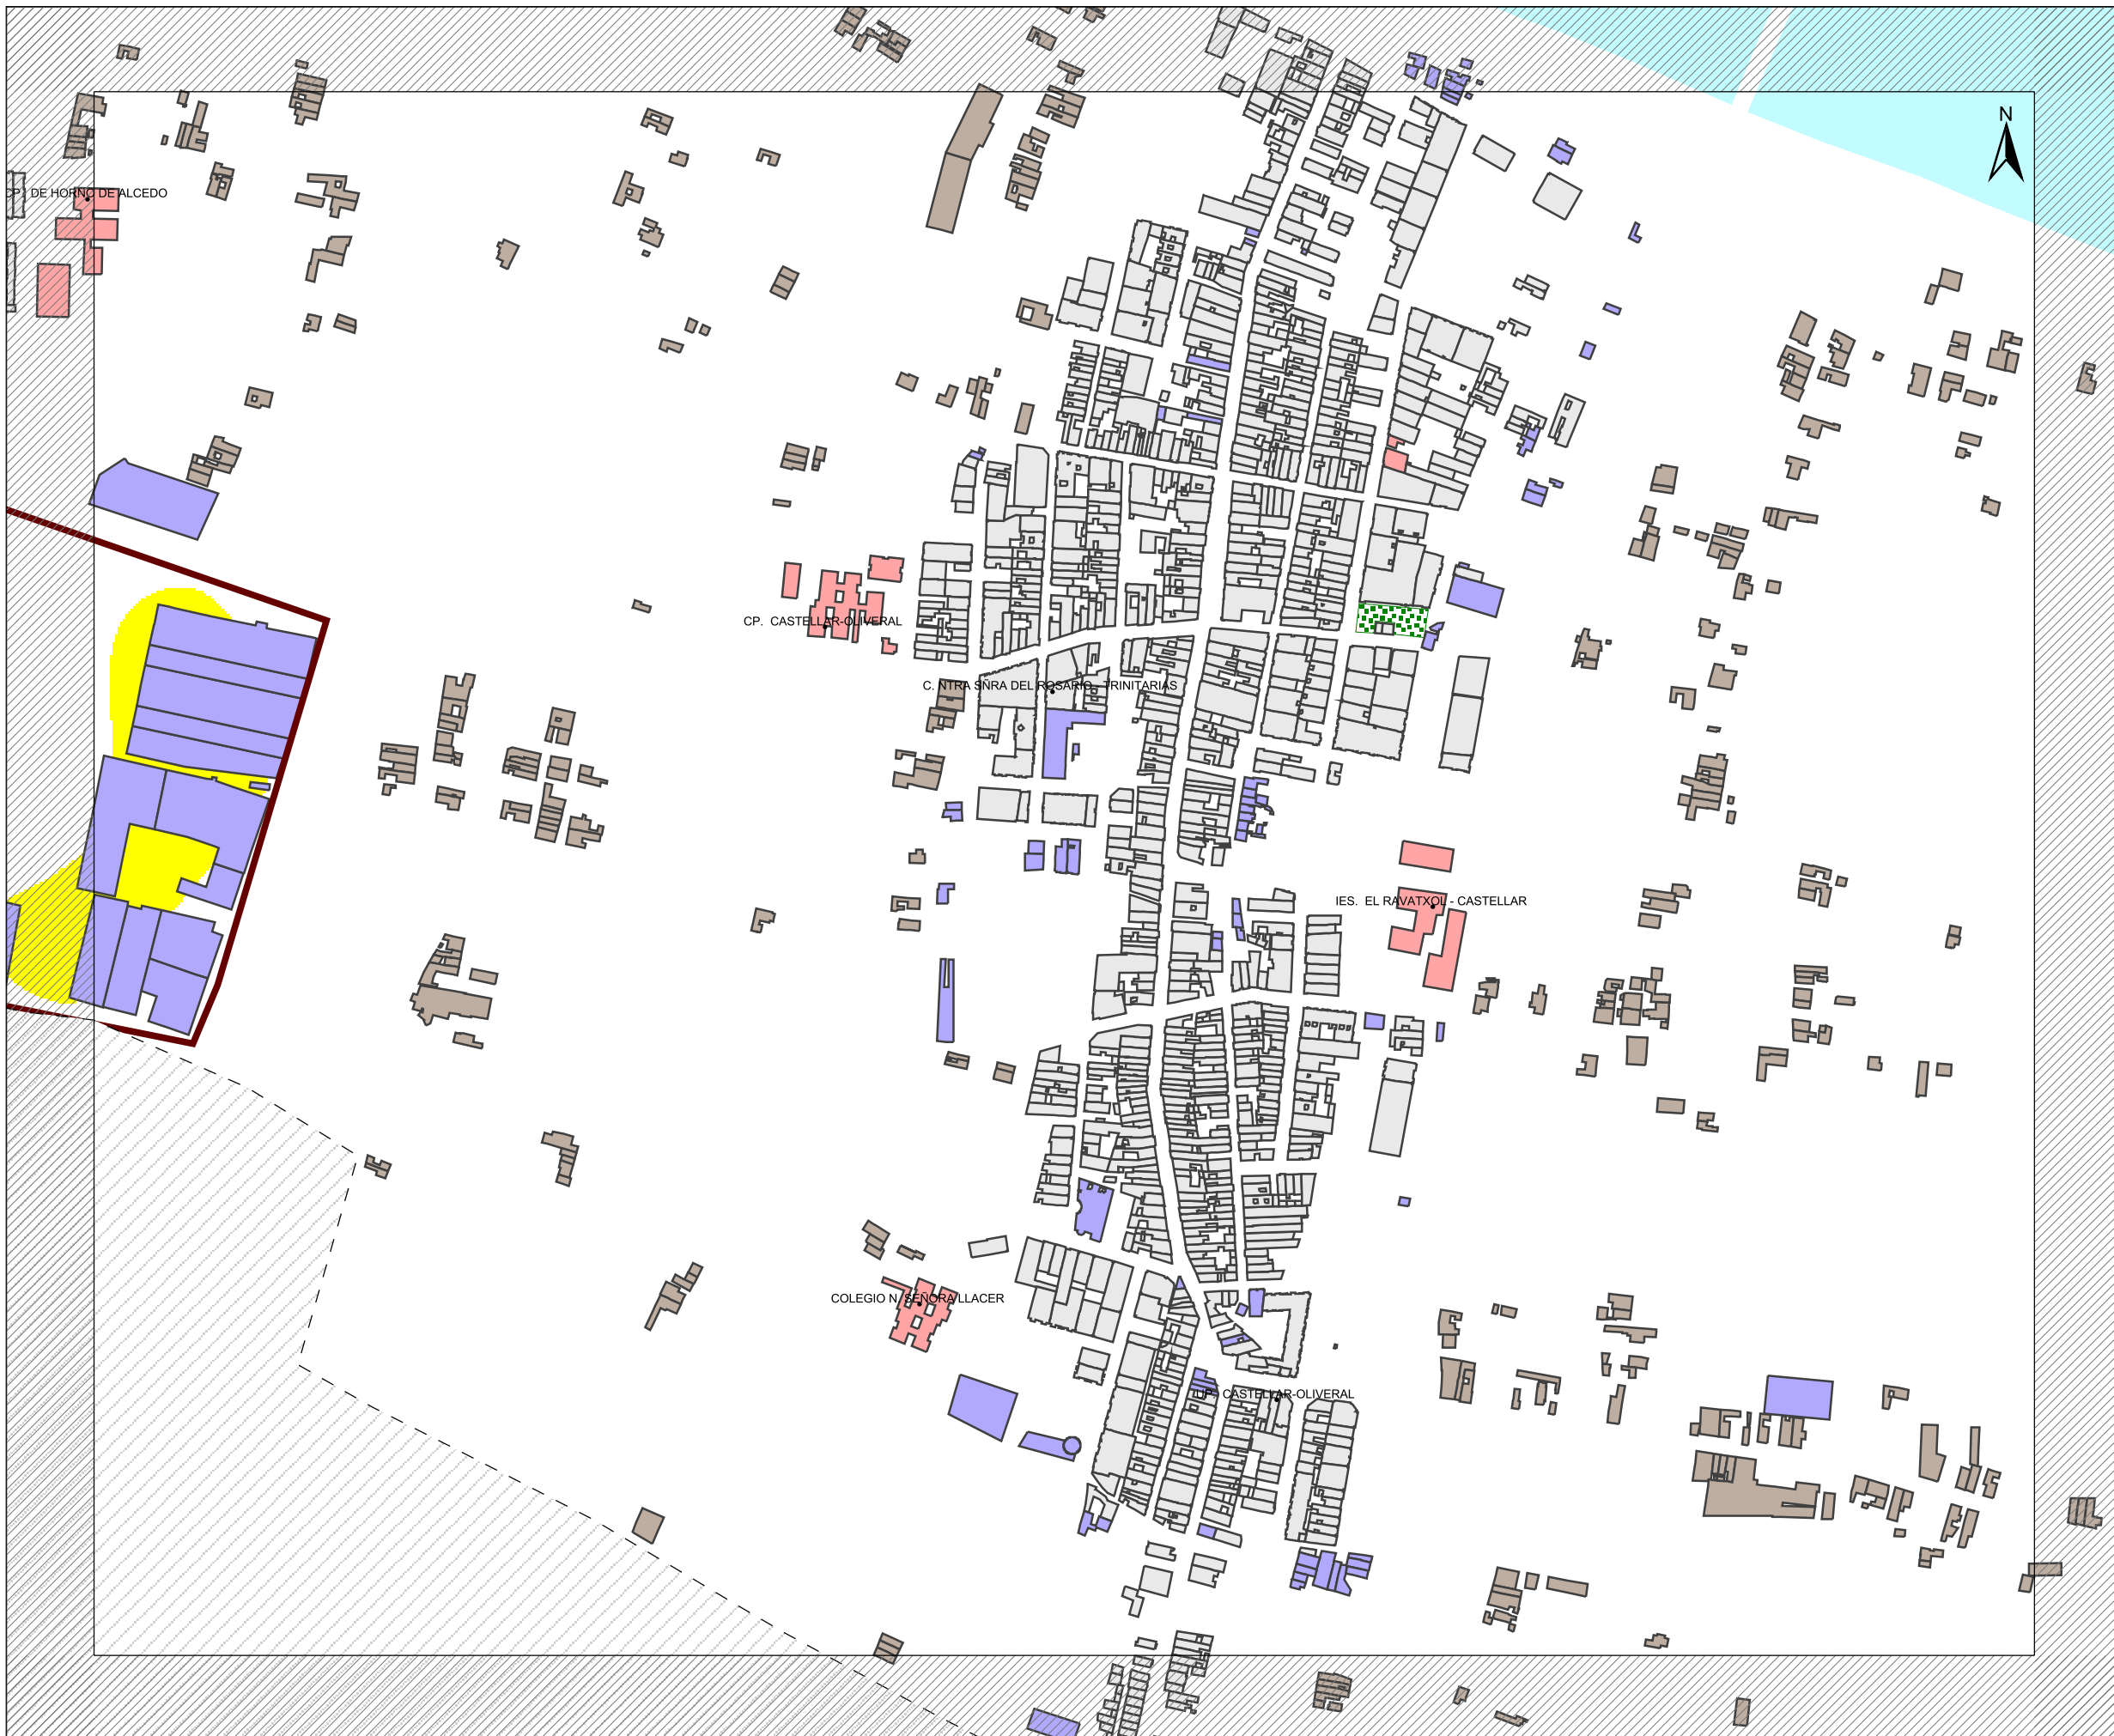 N
CP. DE HORNO DE ALCEDO
CP. CASTELLAR-OLIVERAL
C. NTRA SÑRA DEL ROSARIO - TRINITARIAS
IES. EL RAVATXOL - CASTELLAR
COLEGIO N. SEÑORA LLACER
UP. CASTELLAR-OLIVERAL